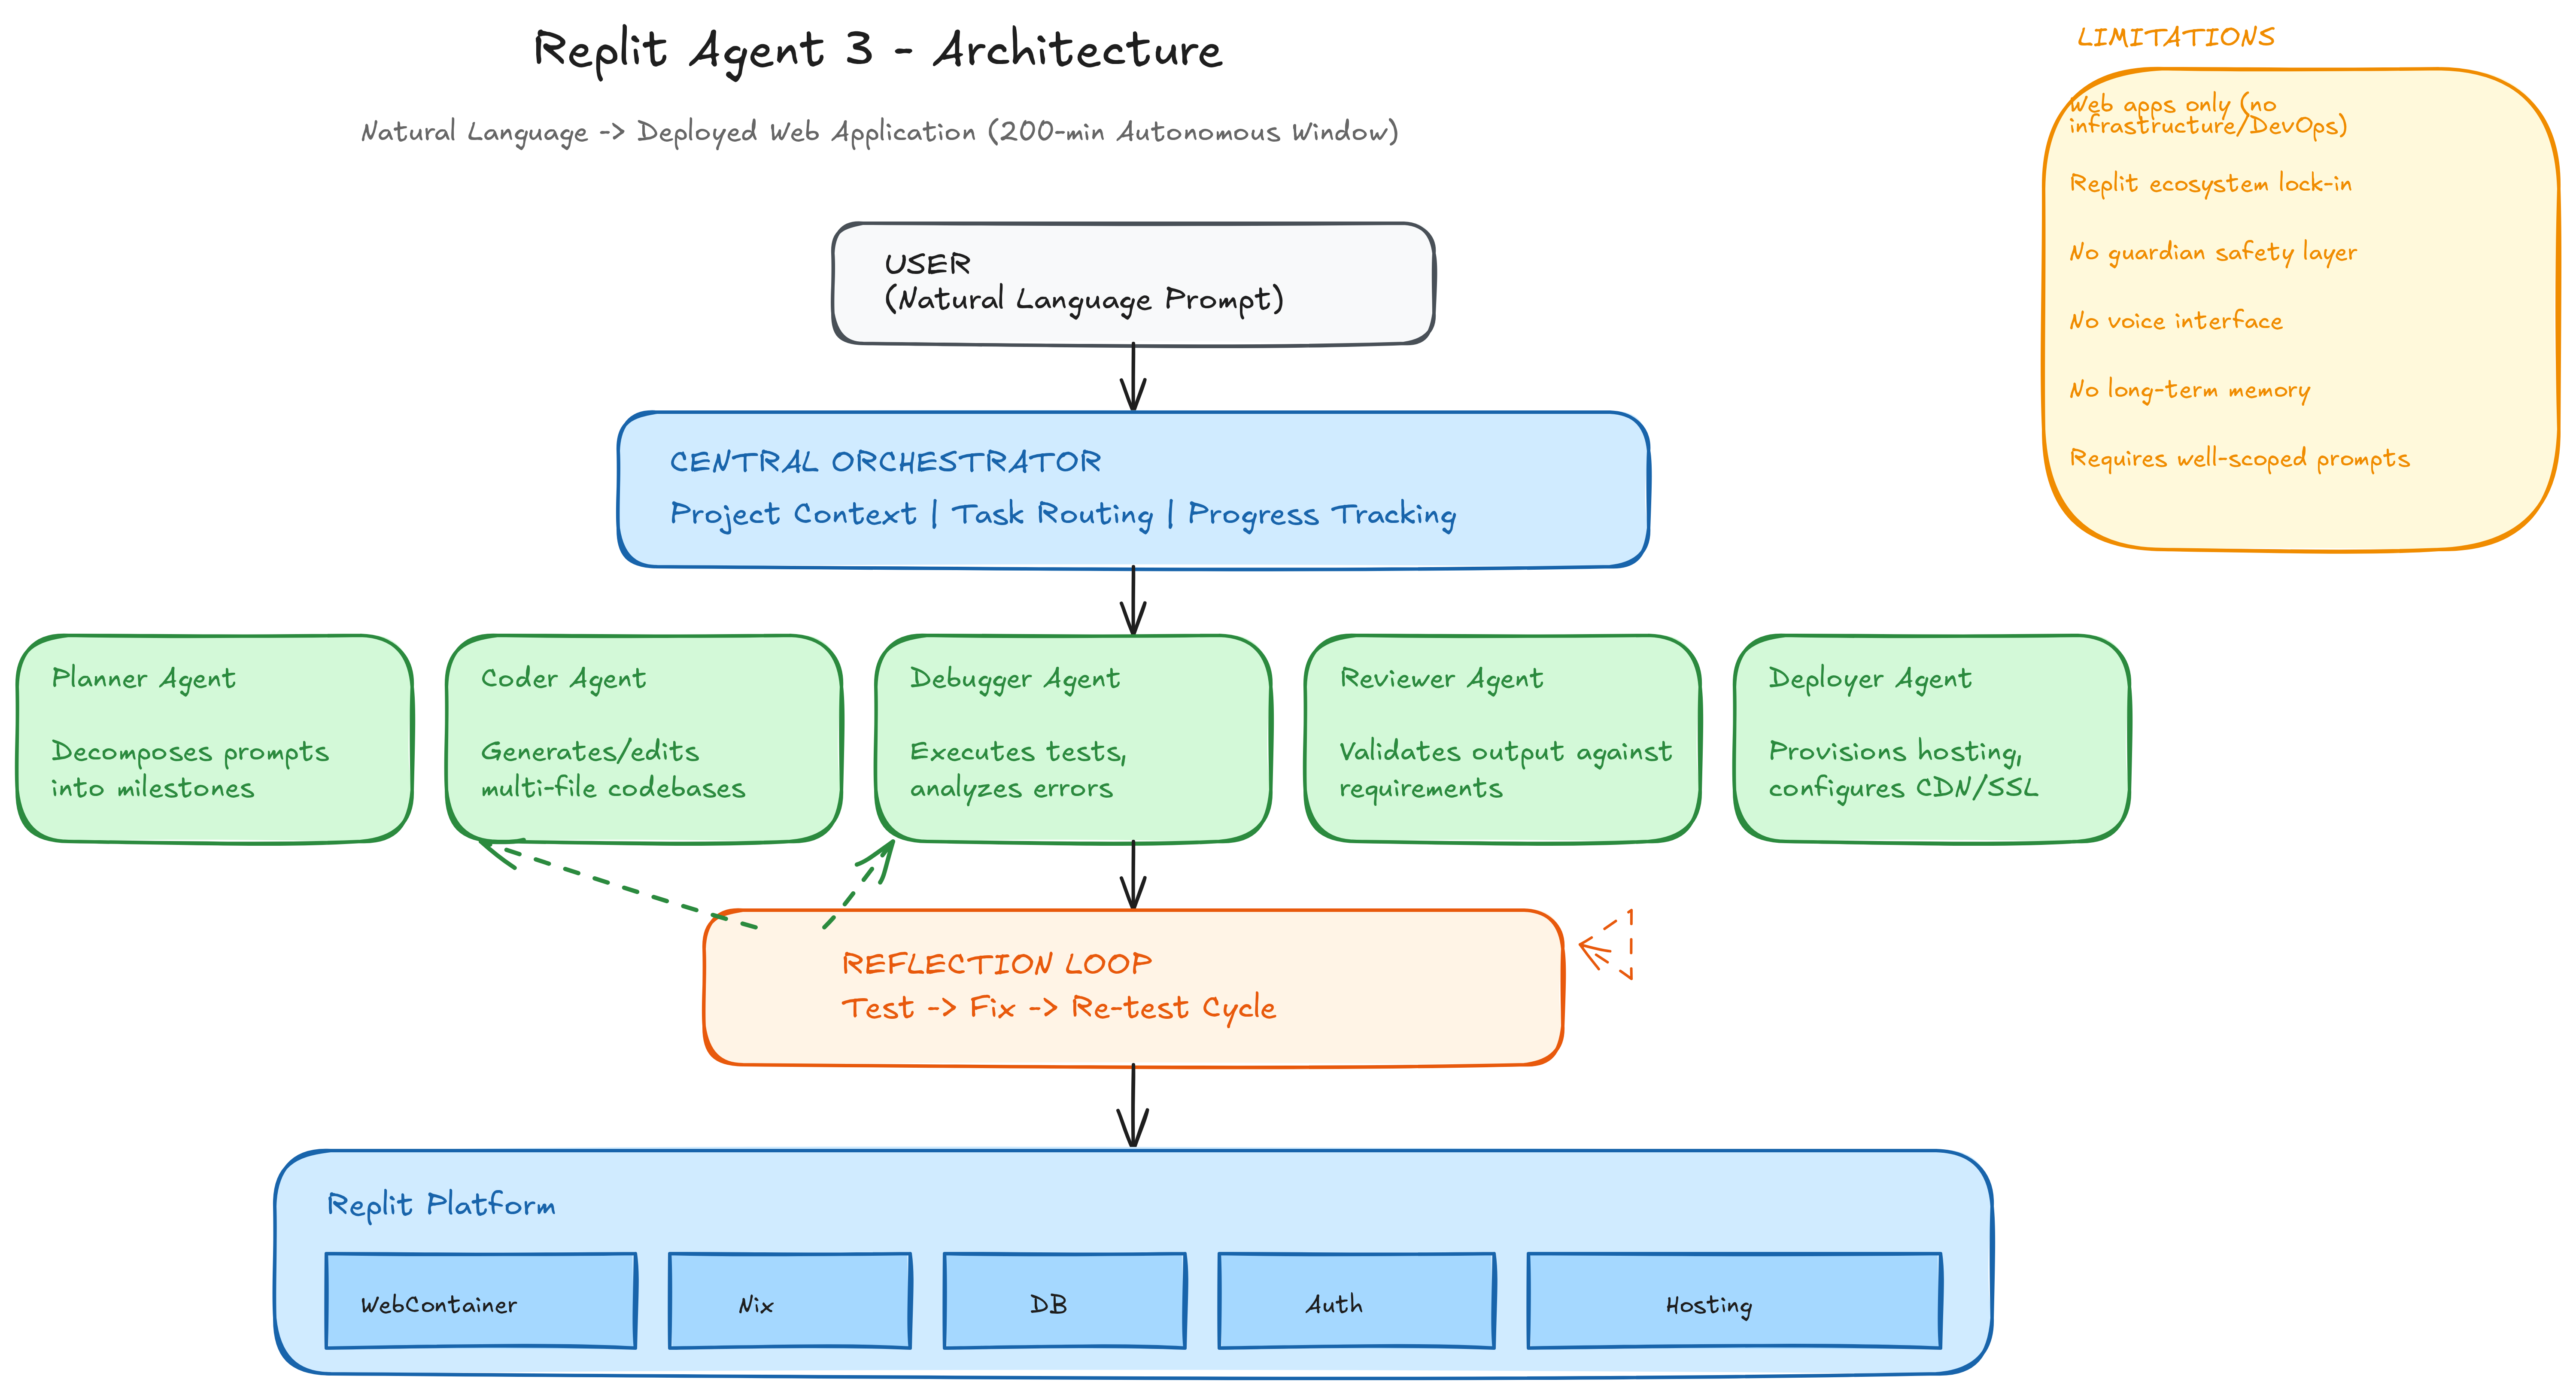 Replit Agent 3 - Architecture
Natural Language -> Deployed Web Application (200-min Autonomous Window)
LIMITATIONS
Web apps only (no
infrastructure/DevOps)
Replit ecosystem lock-in
No guardian safety layer
No voice interface
No long-term memory
Requires well-scoped prompts
USER
(Natural Language Prompt)
CENTRAL ORCHESTRATOR
Project Context | Task Routing | Progress Tracking
Planner Agent
Decomposes prompts
into milestones
Coder Agent
Generates/edits
multi-file codebases
Debugger Agent
Executes tests,
analyzes errors
Reviewer Agent
Validates output against
requirements
Deployer Agent
Provisions hosting,
configures CDN/SSL
REFLECTION LOOP
Test -> Fix -> Re-test Cycle
Replit Platform
WebContainer
Nix
DB
Auth
Hosting